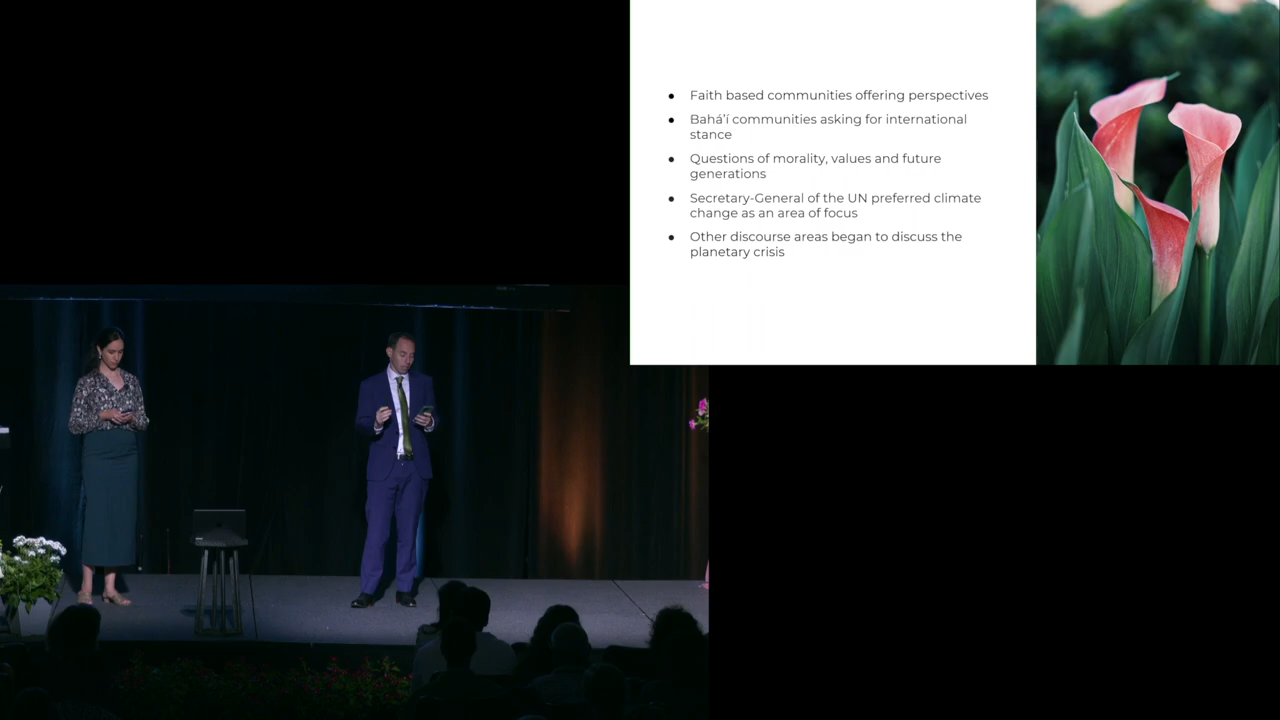 ● Faith based communities offering perspectives
● Bahá’í communities asking for international
stance
● Questions of morality, values and future
generations
● Secretary-General of the UN preferred climate
change as an area of focus
● Other discourse areas began to discuss the
planetary crisis